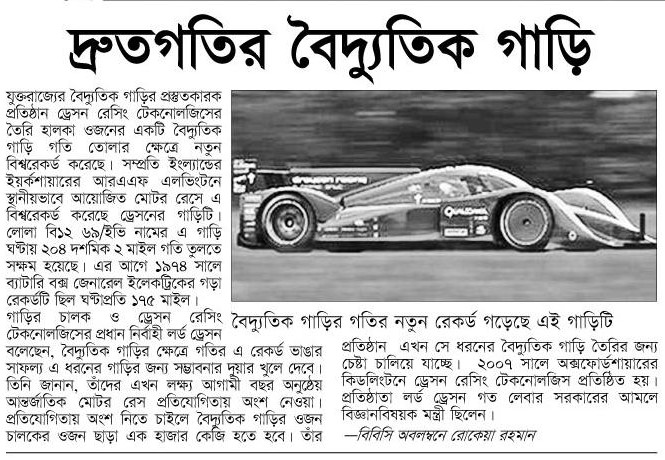 দ্রুতগতির বৈদ্যুতিক গাড়ি
যুক্তরাজ্যের বৈদ্যুতিক গাড়ির প্রস্তুতকারক
প্রতিষ্ঠান ড্রেসন রেসিং টেকনোলজিসের
তৈরি হালকা ওজনের একটি বৈদ্যুতিক
গাড়ি গতি তোলার ক্ষেত্রে নতুন
বিশ্বরেকর্ড করেছে। সম্প্রতি ইংল্যান্ডের
ইয়র্কশায়ারের আরএএফ এলভিংটনে
স্থানীয়ভাবে আয়োজিত মোটর রেসে এ
বিশ্বরেকর্ড করেছে ড্রেসনের গাড়িটি।
লোলা বি১২ ৬৯/ইভি নামের এ গাড়ি
ঘণ্টায় ২০৪ দশমিক ২ মাইল গতি তুলতে
সক্ষম হয়েছে। এর আগে ১৯৭৪ সালে
ব্যাটারি বক্স জেনারেল ইলেকট্রিকের গড়া
রেকর্ডটি ছিল ঘণ্টাপ্রতি ১৭৫ মাইল।
গাড়ির চালক ও ড্রেসন রেসিং
টেকনোলজিসের প্রধান নির্বাহী লর্ড ড্রেসন
বলেছেন, বৈদ্যুতিক গাড়ির ক্ষেত্রে গতির এ রেকর্ড ভাঙার
সাফল্য এ ধরনের গাড়ির জন্য সম্ভাবনার দুয়ার খুলে দেবে।
তিনি জানান, তাঁদের এখন লক্ষ্য আগামী বছর অনুষ্ঠেয়
আন্তর্জাতিক মোটর রেস প্রতিযোগিতায় অংশ নেওয়া।
প্রতিযোগিতায় অংশ নিতে চাইলে বৈদ্যুতিক গাড়ির ওজন
চালকের ওজন ছাড়া এক হাজার কেজি হতে হবে। তাঁর
QUALCOMM
বৈদ্যুতিক গাড়ির গতির নতুন রেকর্ড গড়েছে এই গাড়িটি
প্রতিষ্ঠান এখন সে ধরনের বৈদ্যুতিক গাড়ি তৈরির জন্য
চেষ্টা চালিয়ে যাচ্ছে। ২০০৭ সালে অক্সফোর্ডশায়ারের
কিডলিংটনে ড্রেসন রেসিং টেকনোলজিস প্রতিষ্ঠিত হয়।
প্রতিষ্ঠাতা লর্ড ড্রেসন গত লেবার সরকারের আমলে
বিজ্ঞানবিষয়ক মন্ত্রী ছিলেন।
—বিবিসি অবলম্বনে রোকেয়া রহমান